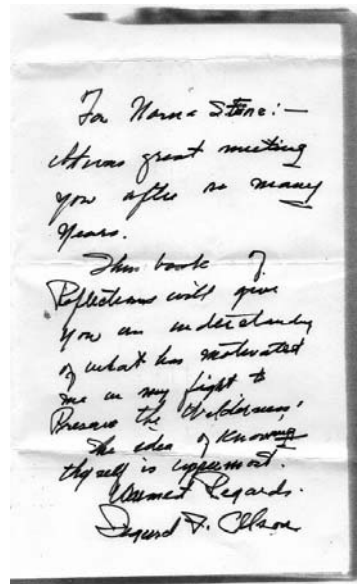 For Norma Stone:—
It was great meeting
you after so many
years.
This book of
Reflections will give
you an understanding
of what has motivated
me in my fight to
Preserve the Wilderness,
The idea of Knowing
thyself is uppermost.
Warmest Regards.
Sigurd F. Olson